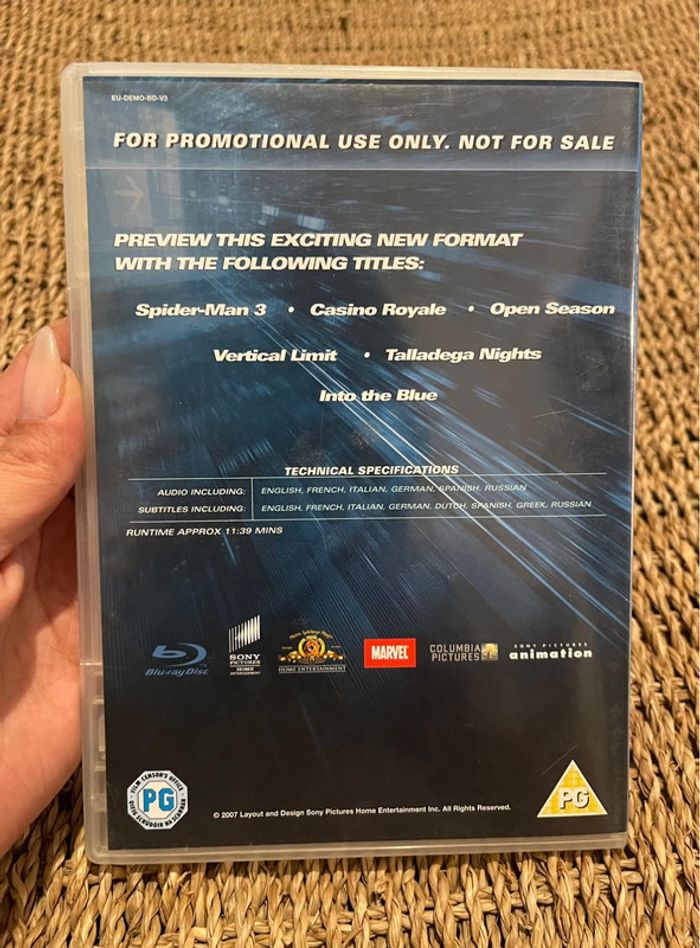 EU-DEMO-BD-V3
FOR PROMOTIONAL USE ONLY. NOT FOR SALE
PREVIEW THIS EXCITING NEW FORMAT
WITH THE FOLLOWING TITLES:
Spider-Man 3 • Casino Royale • Open Season
Vertical Limit • Talladega Nights
Into the Blue
TECHNICAL SPECIFICATIONS
AUDIO INCLUDING: ENGLISH, FRENCH, ITALIAN, GERMAN, SPANISH, RUSSIAN
SUBTITLES INCLUDING: ENGLISH, FRENCH, ITALIAN, GERMAN, DUTCH, SPANISH, GREEK, RUSSIAN
RUNTIME APPROX 11:39 MINS
Blu-ray Disc
SONY
PICTURES
HOME
ENTERTAINMENT
HOME ENTERTAINMENT
MARVEL
COLUMBIA
PICTURES
SONY PICTURES
animation
FILM CENSOR'S OFFICE
PG
© 2007 Layout and Design Sony Pictures Home Entertainment Inc. All Rights Reserved.
PG